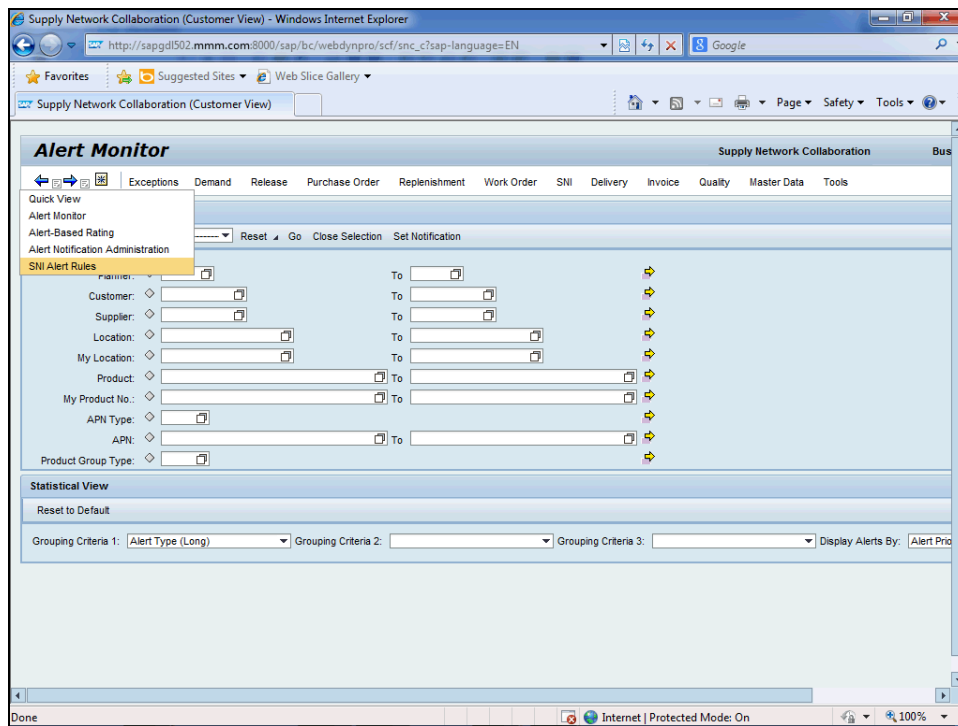 Supply Network Collaboration (Customer View) - Windows Internet Explorer
http://sapgdl502.mmm.com:8000/sap/bc/webdynpro/scf/snc_c?sap-language=EN
Google
Favorites Suggested Sites Web Slice Gallery
Supply Network Collaboration (Customer View) Page Safety Tools
Alert Monitor Supply Network Collaboration Bus
Exceptions Demand Release Purchase Order Replenishment Work Order SNI Delivery Invoice Quality Master Data Tools
Quick View
Alert Monitor
Alert-Based Rating
Alert Notification Administration
SNI Alert Rules
------ Reset Go Close Selection Set Notification
Planner: To
Customer: To
Supplier: To
Location: To
My Location: To
Product: To
My Product No.: To
APN Type:
APN: To
Product Group Type:
Statistical View
Reset to Default
Grouping Criteria 1: Alert Type (Long) Grouping Criteria 2: Grouping Criteria 3: Display Alerts By: Alert Prio
Done Internet | Protected Mode: On 100%